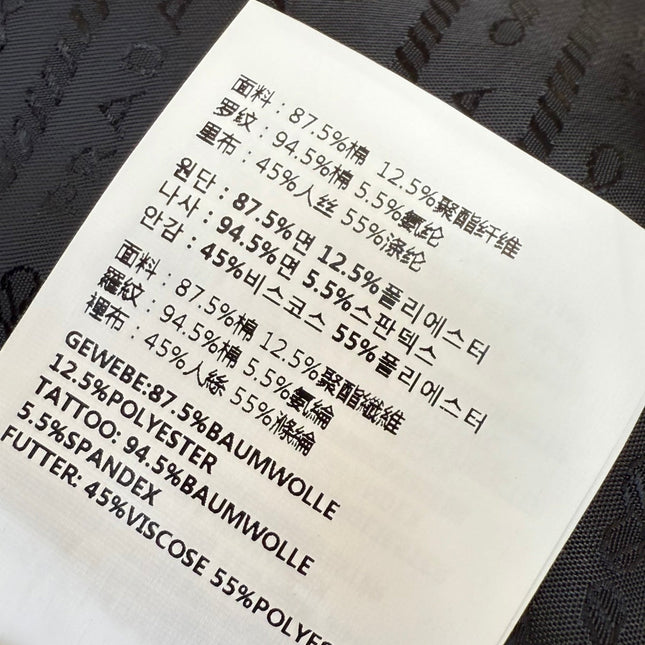 面料：87.5%棉 12.5%聚酯纤维
罗纹：94.5%棉 5.5%氨纶
里布：45%人丝 55%涤纶
원단：87.5%면 12.5%폴리에스터
나사：94.5%면 5.5%스판덱스
안감：45%비스코스 55%폴리에스터
面料：87.5%棉 12.5%聚酯纖維
羅紋：94.5%棉 5.5%氨綸
裡布：45%人絲 55%滌綸
GEWEBE:87.5%BAUMWOLLE
12.5%POLYESTER
TATTOO: 94.5%BAUMWOLLE
5.5%SPANDEX
FUTTER: 45%VISCOSE 55%POLYES